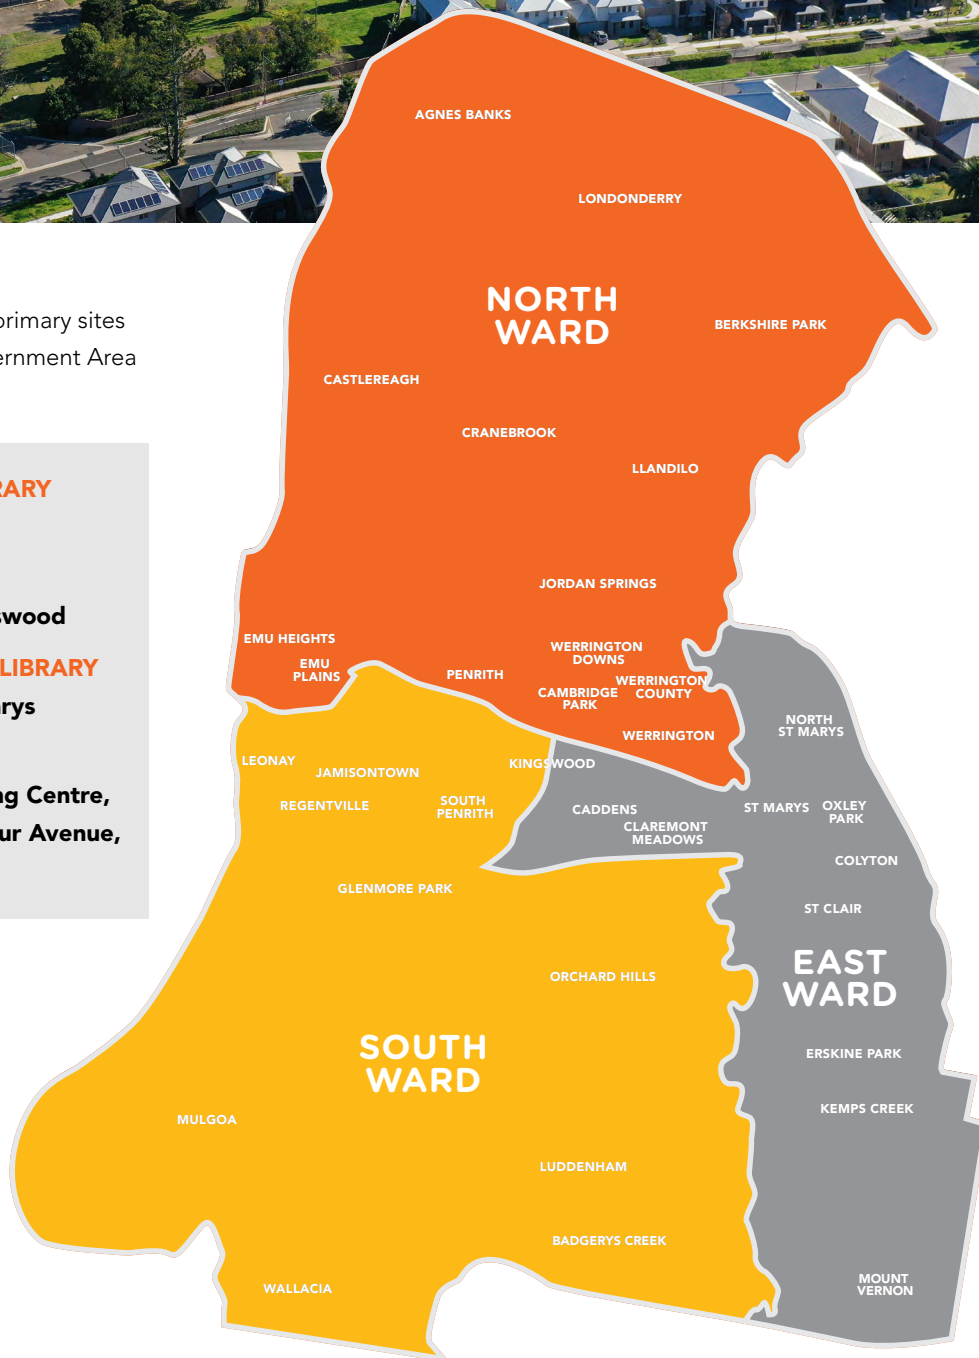 primary sites
ernment Area
RARY
swood
LIBRARY
rys
ng Centre,
ur Avenue,
AGNES BANKS
LONDONDERRY
NORTH
WARD
BERKSHIRE PARK
CASTLEREAGH
CRANEBROOK
LLANDILO
JORDAN SPRINGS
EMU HEIGHTS
EMU
PLAINS
PENRITH
WERRINGTON
DOWNS
WERRINGTON
COUNTY
CAMBRIDGE
PARK
WERRINGTON
NORTH
ST MARYS
LEONAY
JAMISONTOWN
KINGSWOOD
REGENTVILLE
SOUTH
PENRITH
CADDENS
CLAREMONT
MEADOWS
ST MARYS
OXLEY
PARK
COLYTON
GLENMORE PARK
ST CLAIR
ORCHARD HILLS
EAST
WARD
SOUTH
WARD
ERSKINE PARK
KEMPS CREEK
MULGOA
LUDDENHAM
BADGERYS CREEK
WALLACIA
MOUNT
VERNON